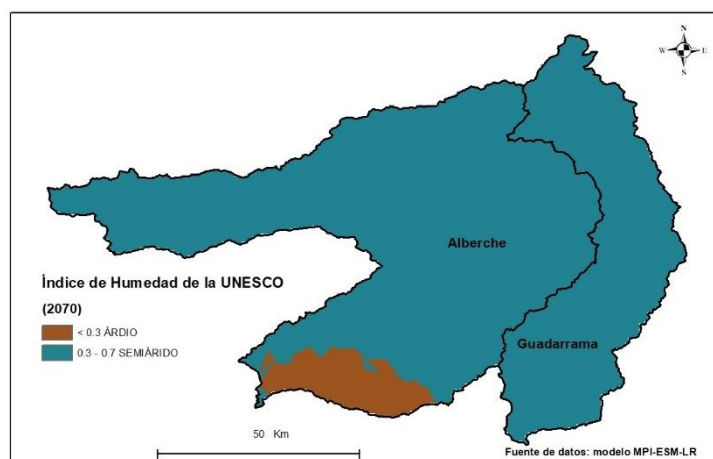 N
W E
S
Alberche
Índice de Humedad de la UNESCO
(2070)
< 0.3 ÁRDIO
0.3 - 0.7 SEMIÁRIDO
Guadarrama
50 Km
Fuente de datos: modelo MPI-ESM-LR